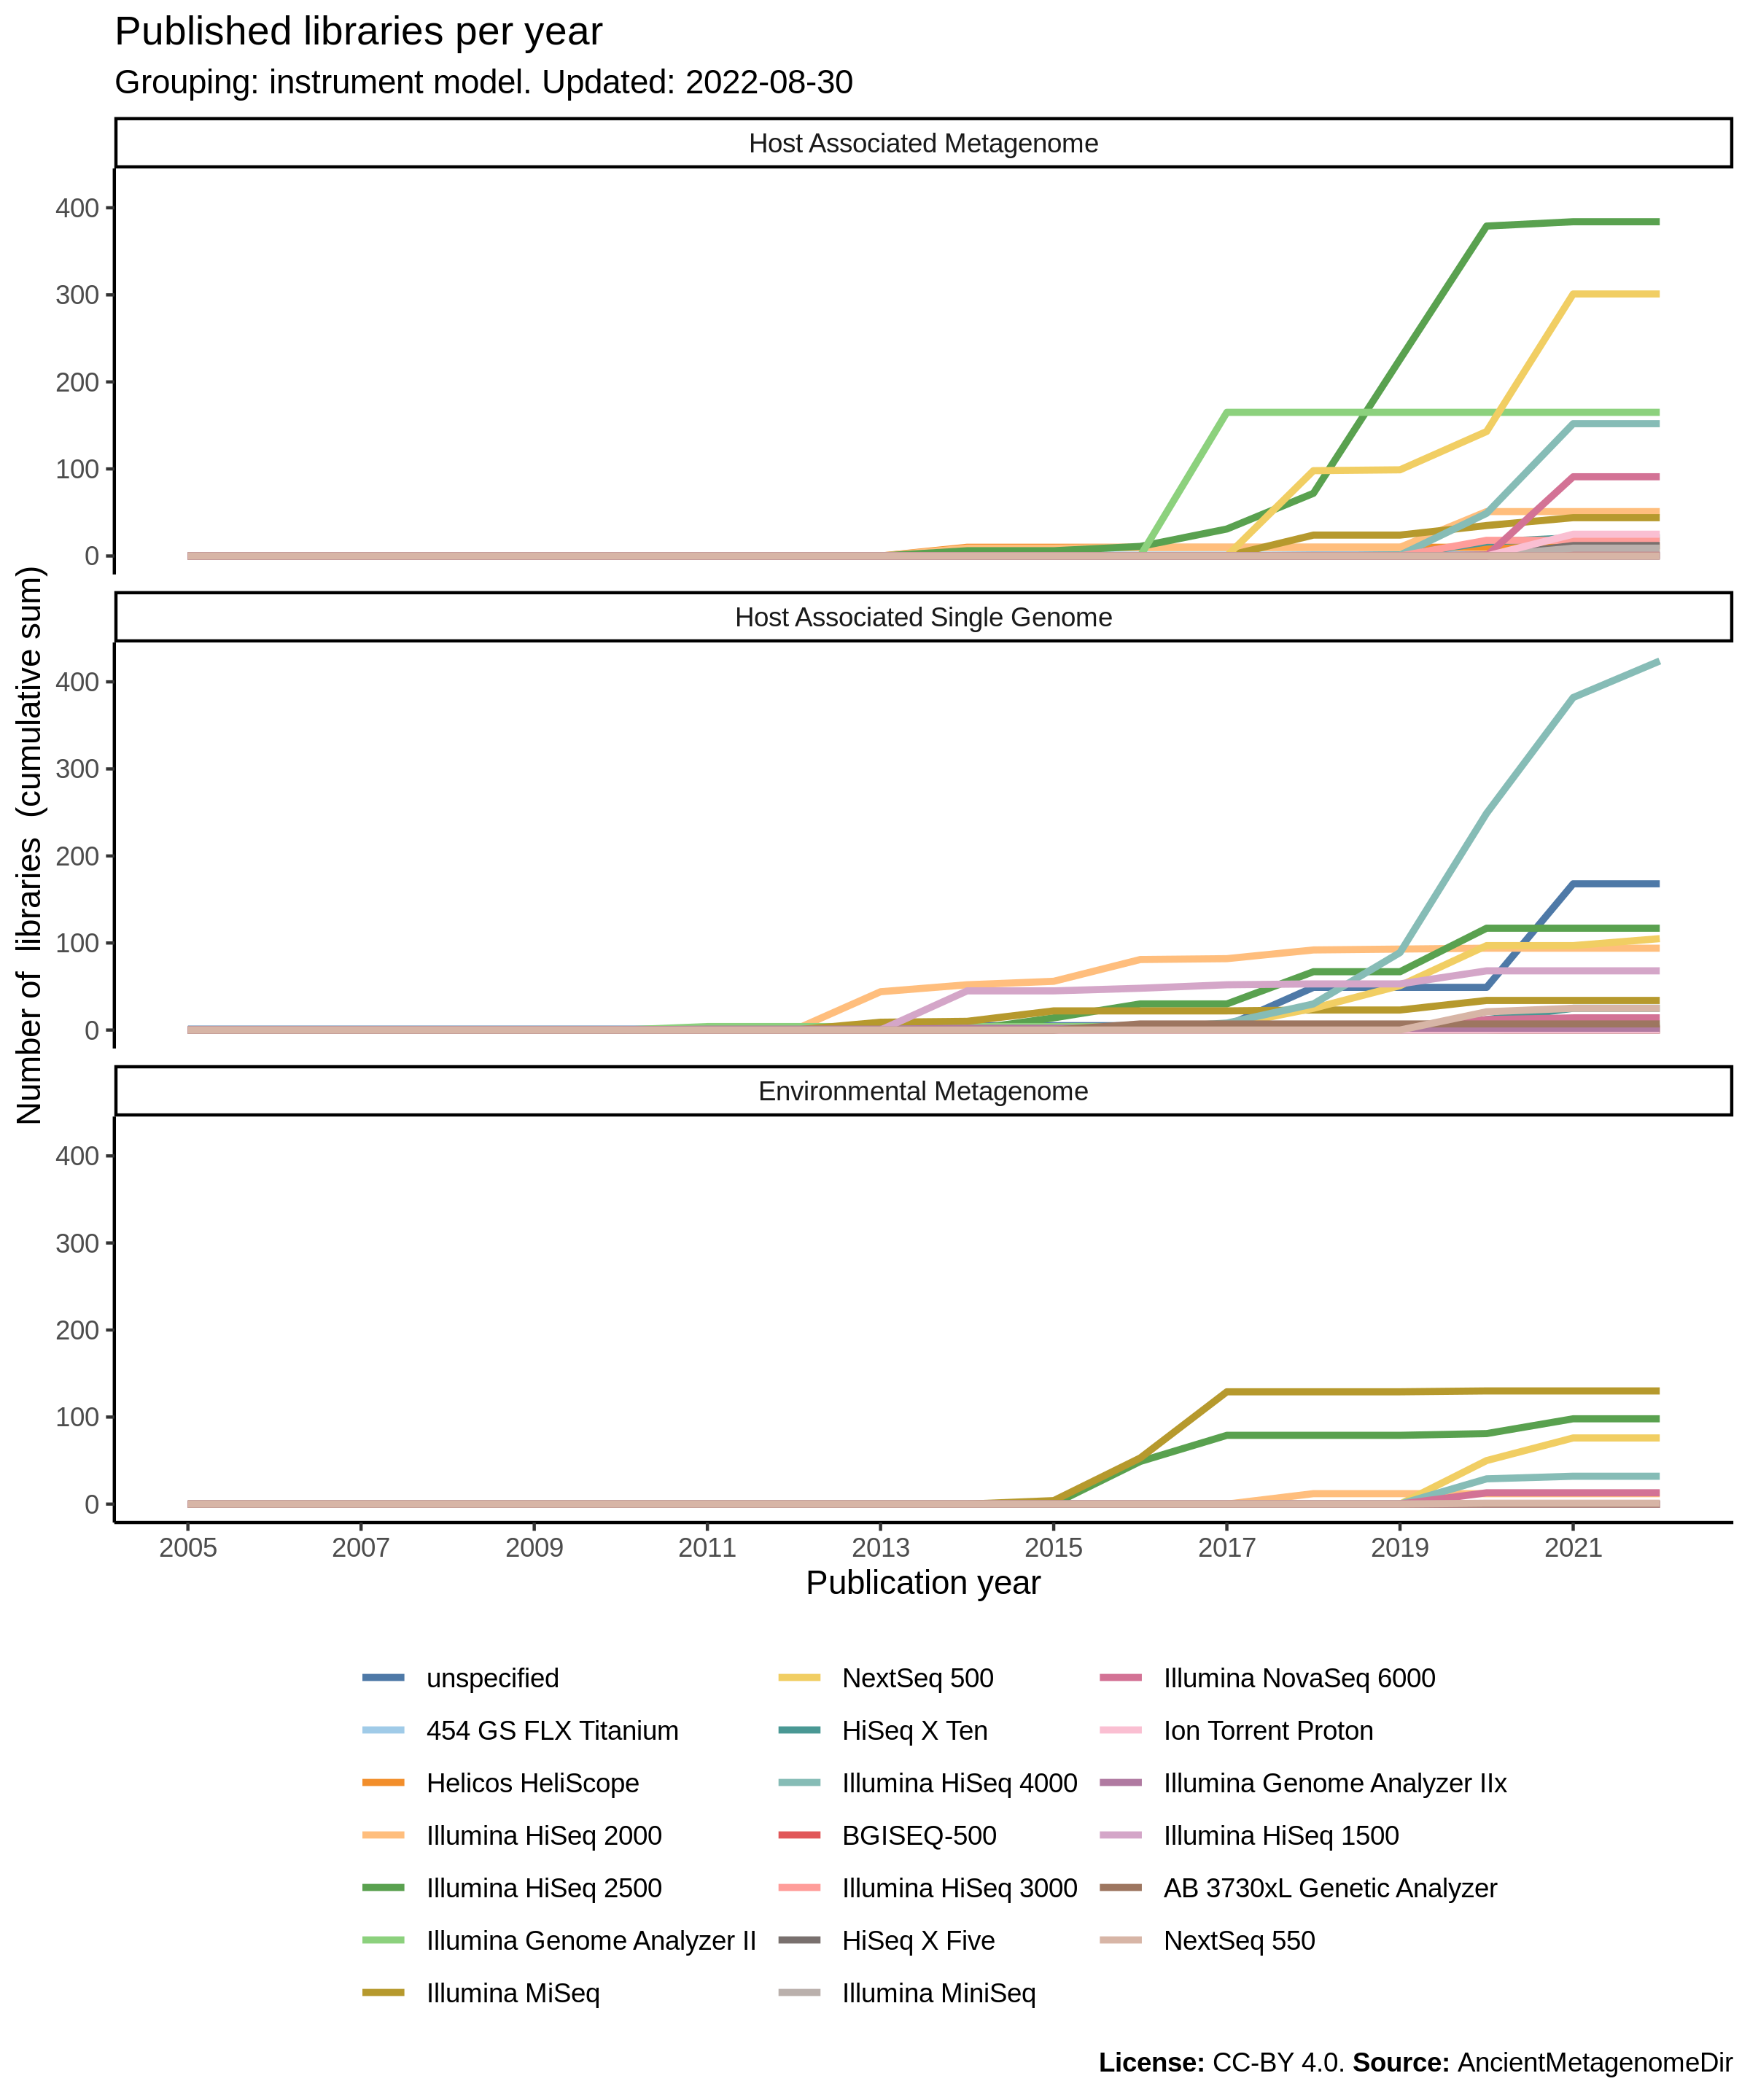 Published libraries per year
Grouping: instrument model. Updated: 2022-08-30
Number of libraries (cumulative sum)
Host Associated Metagenome
400
300
200
100
0
Host Associated Single Genome
400
300
200
100
0
Environmental Metagenome
400
300
200
100
0
2005 2007 2009 2011 2013 2015 2017 2019 2021
Publication year
unspecified
454 GS FLX Titanium
Helicos HeliScope
Illumina HiSeq 2000
Illumina HiSeq 2500
Illumina Genome Analyzer II
Illumina MiSeq
NextSeq 500
HiSeq X Ten
Illumina HiSeq 4000
BGISEQ-500
Illumina HiSeq 3000
HiSeq X Five
Illumina MiniSeq
Illumina NovaSeq 6000
Ion Torrent Proton
Illumina Genome Analyzer IIx
Illumina HiSeq 1500
AB 3730xL Genetic Analyzer
NextSeq 550
License: CC-BY 4.0. Source: AncientMetagenomeDir